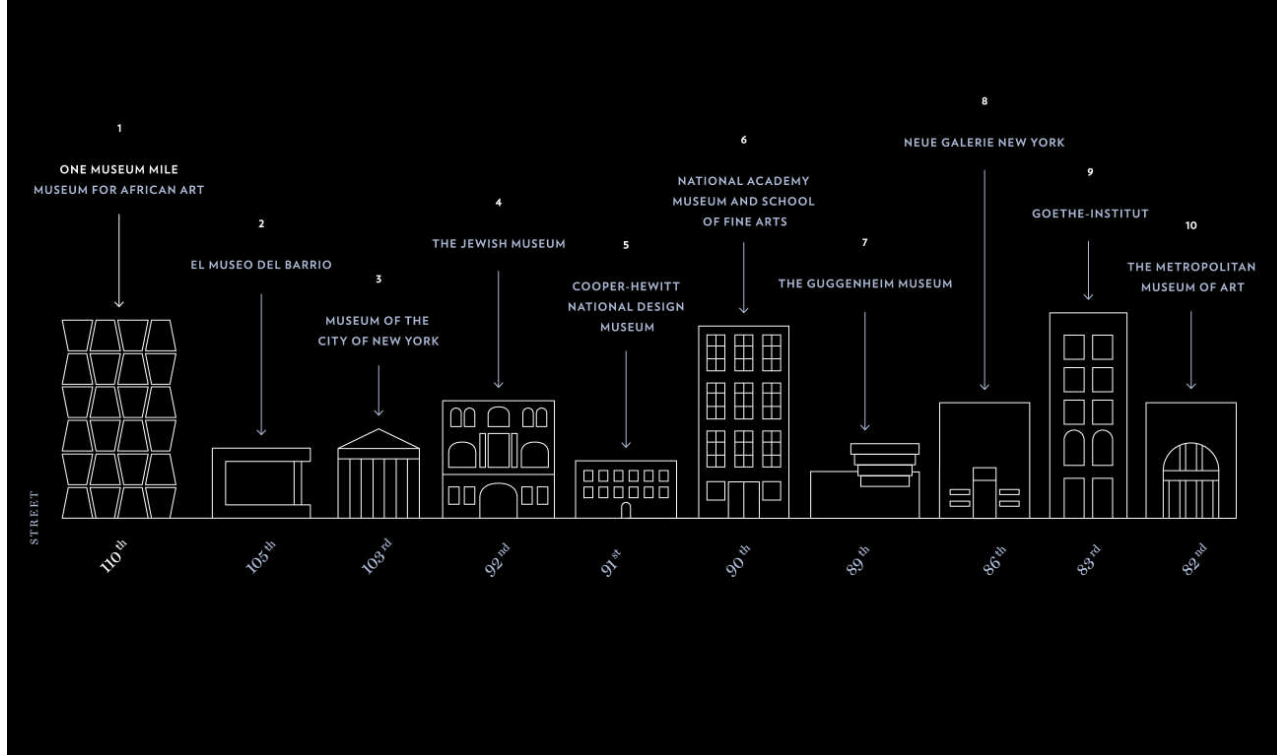 1
ONE MUSEUM MILE
MUSEUM FOR AFRICAN ART
2
EL MUSEO DEL BARRIO
3
MUSEUM OF THE
CITY OF NEW YORK
4
THE JEWISH MUSEUM
5
COOPER-HEWITT
NATIONAL DESIGN
MUSEUM
6
NATIONAL ACADEMY
MUSEUM AND SCHOOL
OF FINE ARTS
7
THE GUGGENHEIM MUSEUM
8
NEUE GALERIE NEW YORK
9
GOETHE-INSTITUT
10
THE METROPOLITAN
MUSEUM OF ART
STREET
110th
105th
103rd
92nd
91st
90th
89th
86th
83rd
82nd